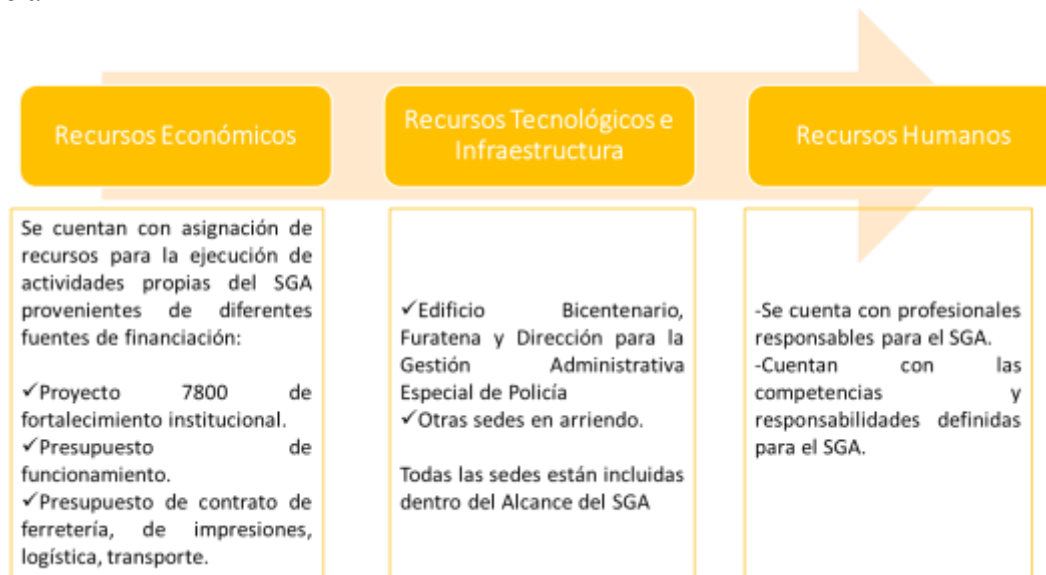 Recursos Económicos
Se cuentan con asignación de
recursos para la ejecución de
actividades propias del SGA
provenientes de diferentes
fuentes de financiación:
✓Proyecto 7800 de
fortalecimiento institucional.
✓Presupuesto de
funcionamiento.
✓Presupuesto de contrato de
ferretería, de impresiones,
logística, transporte.
Recursos Tecnológicos e
Infraestructura
✓Edificio Bicentenario,
Furatena y Dirección para la
Gestión Administrativa
Especial de Policía
✓Otras sedes en arriendo.
Todas las sedes están incluidas
dentro del Alcance del SGA
Recursos Humanos
-Se cuenta con profesionales
responsables para el SGA.
-Cuentan con las
competencias y
responsabilidades definidas
para el SGA.